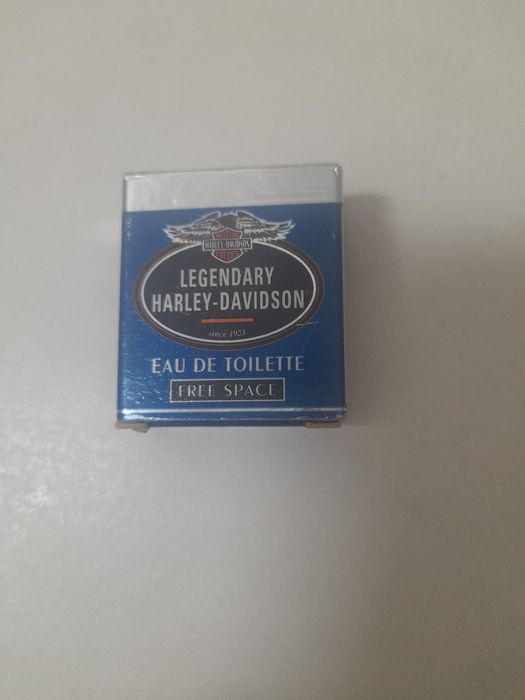 HARLEY-DAVIDSON
LEGENDARY
HARLEY-DAVIDSON
since 1903
EAU DE TOILETTE
FREE SPACE